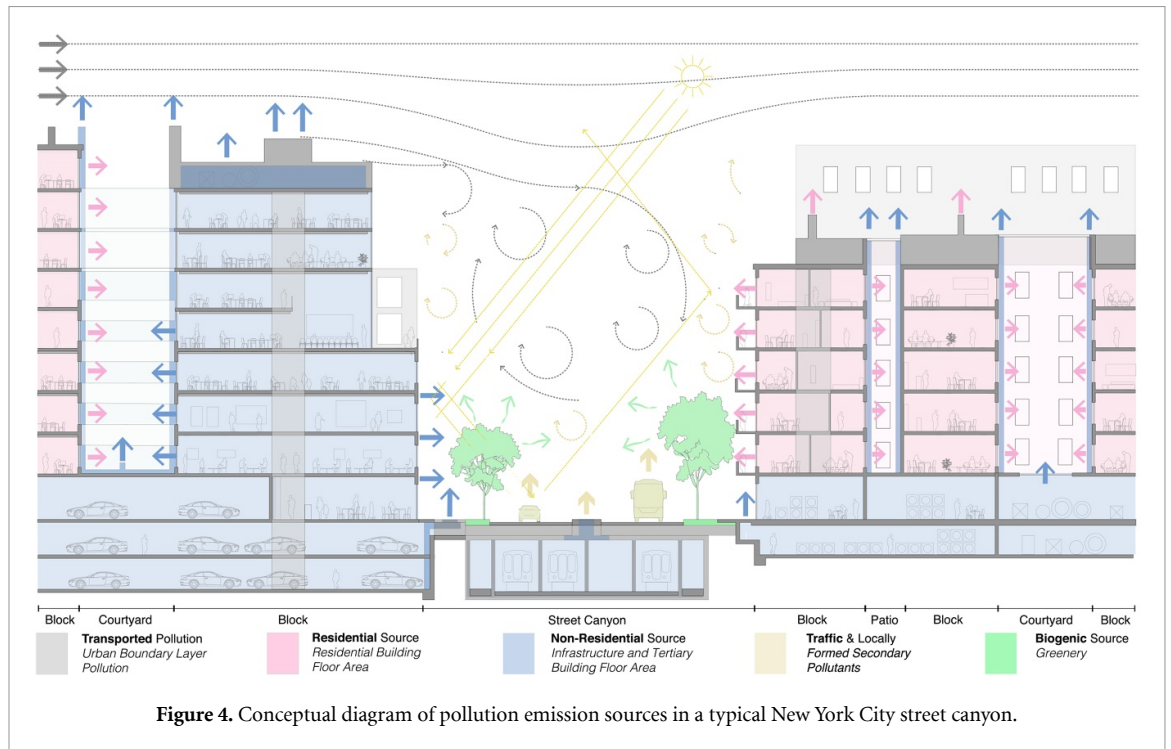 Block
Courtyard
Block
Street Canyon
Block
Patio
Block
Courtyard
Block
Transported Pollution
Urban Boundary Layer
Pollution
Residential Source
Residential Building
Floor Area
Non-Residential Source
Infrastructure and Tertiary
Building Floor Area
Traffic & Locally
Formed Secondary
Pollutants
Biogenic Source
Greenery
Figure 4. Conceptual diagram of pollution emission sources in a typical New York City street canyon.